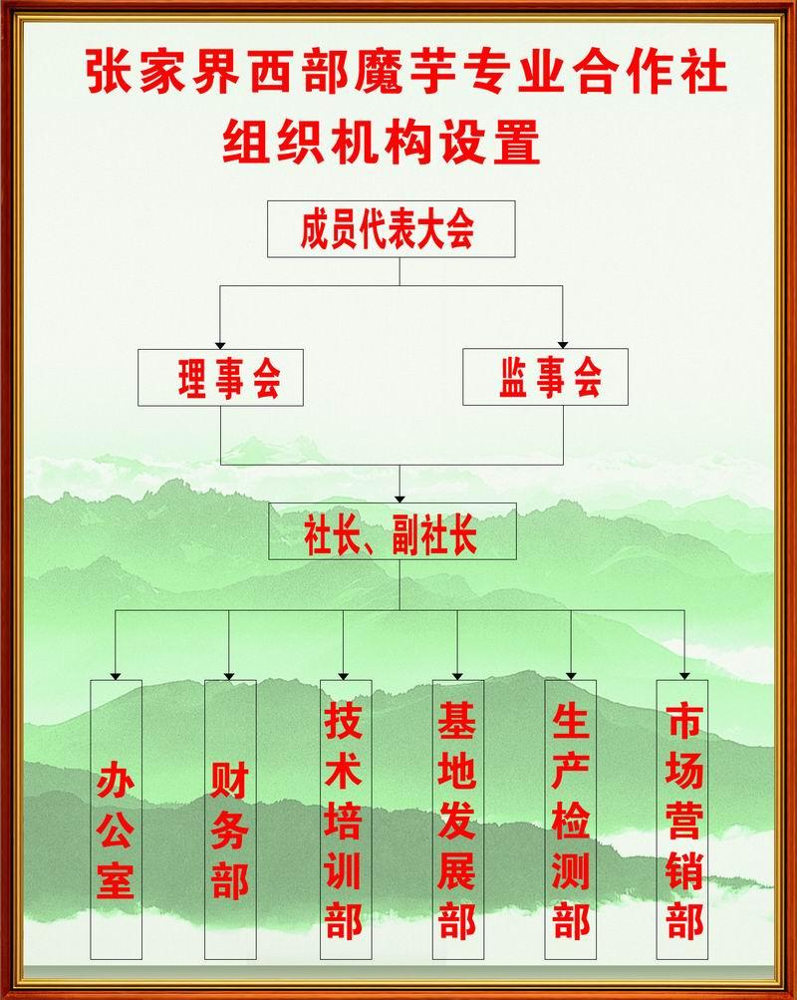 张家界西部魔芋专业合作社
组织机构设置
成员代表大会
理事会
监事会
社长、副社长
办公室
财务部
技术培训部
基地发展部
生产检测部
市场营销部